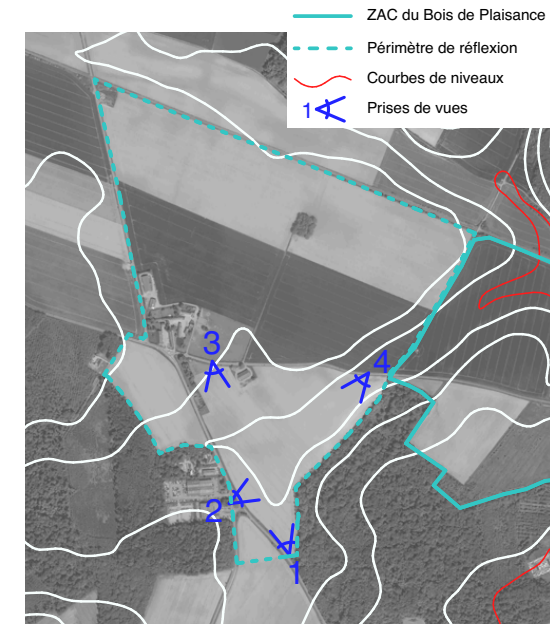 ZAC du Bois de Plaisance
Périmètre de réflexion
Courbes de niveaux
1 Prises de vues
3
4
2
1